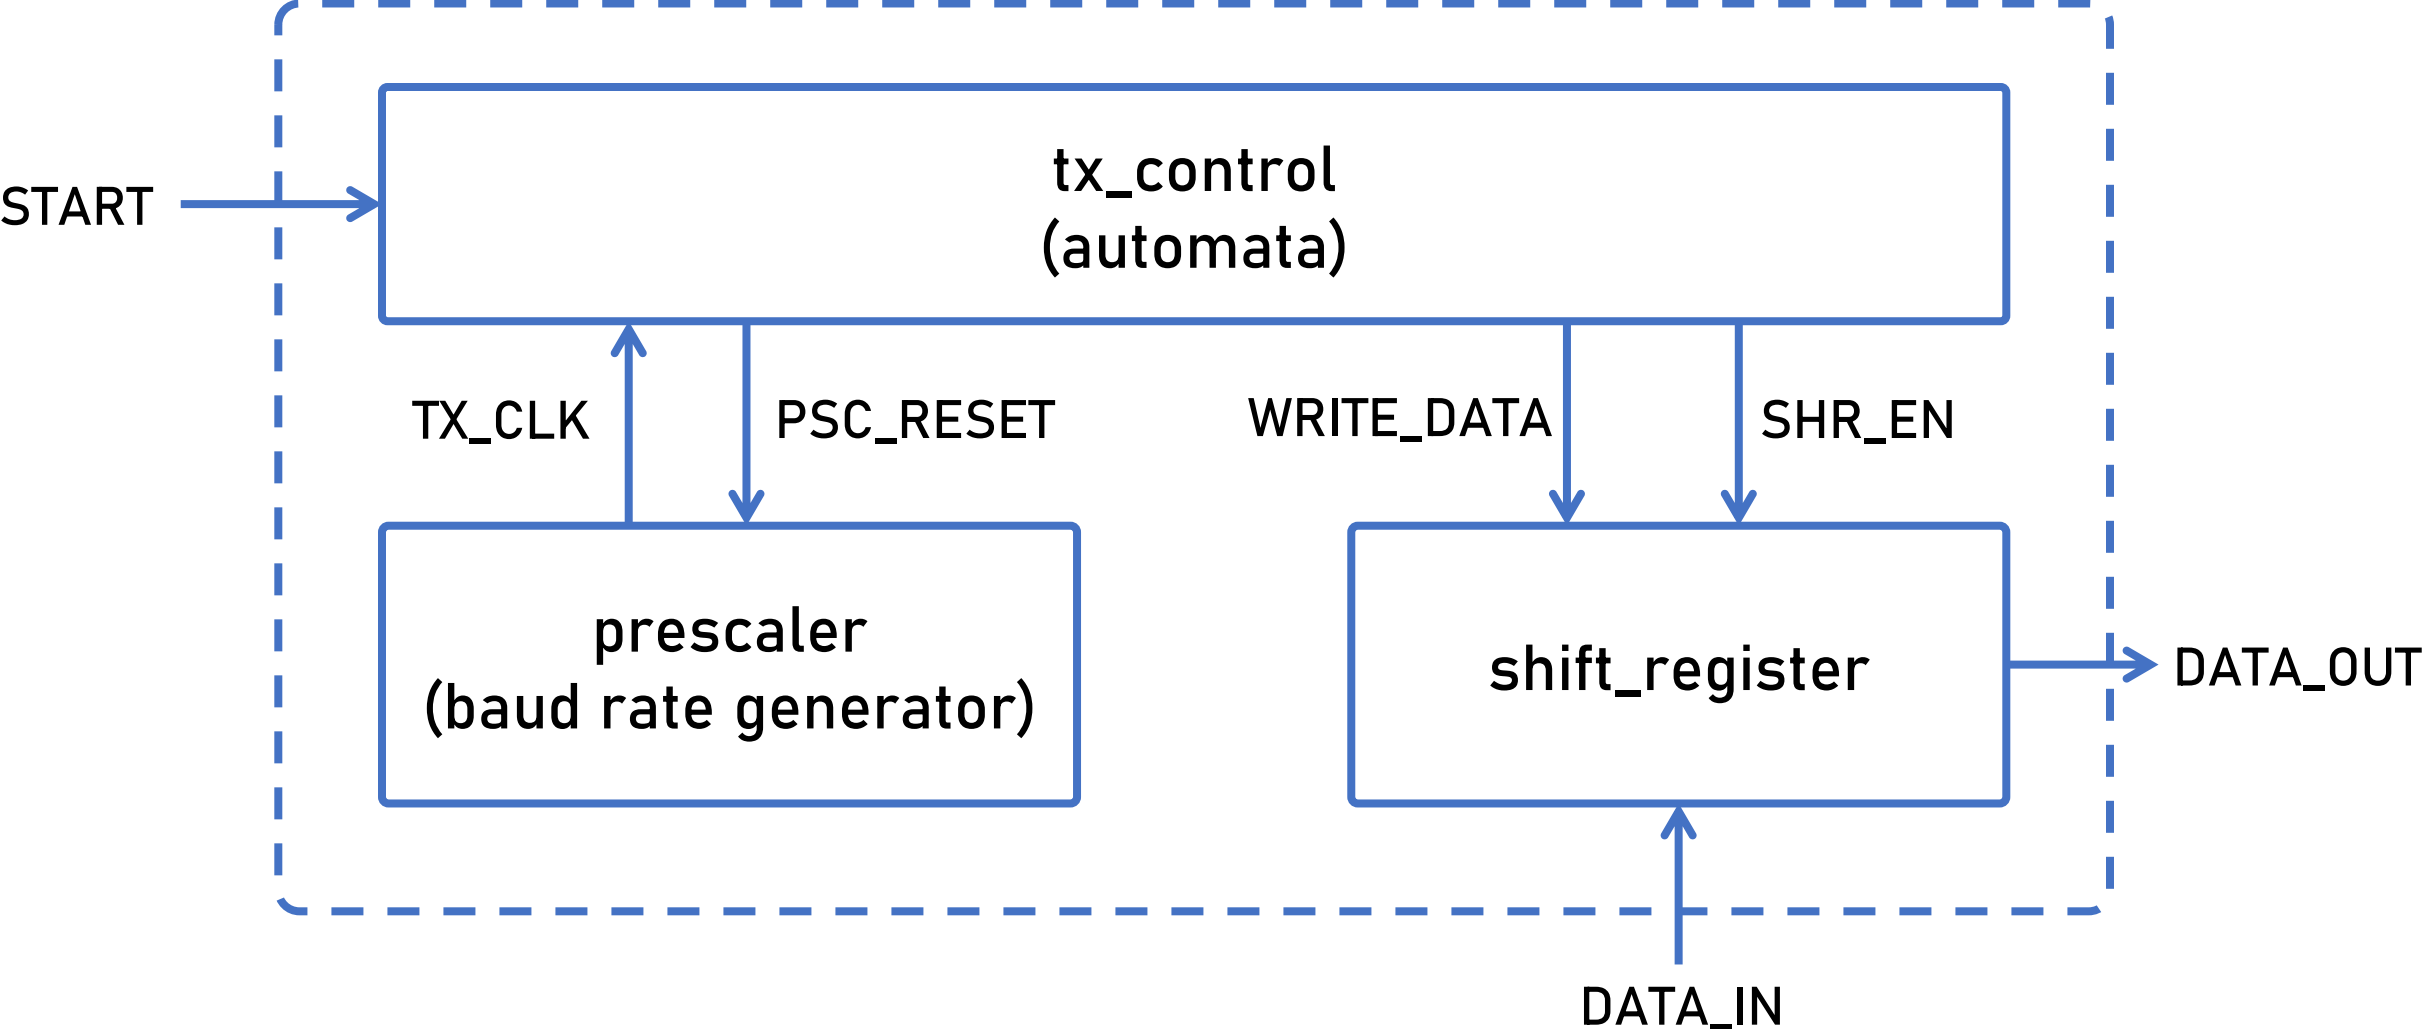 tx_control
(automata)
START
TX_CLK
PSC_RESET
WRITE_DATA
SHR_EN
prescaler
(baud rate generator)
shift_register
DATA_OUT
DATA_IN